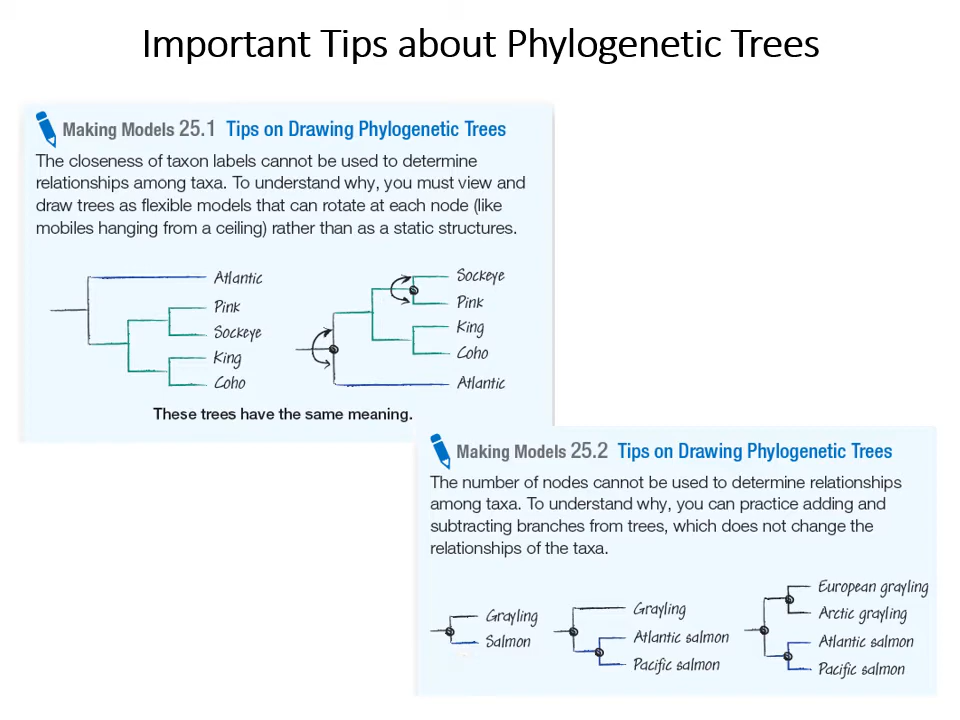 Important Tips about Phylogenetic Trees
Making Models 25.1 Tips on Drawing Phylogenetic Trees
The closeness of taxon labels cannot be used to determine
relationships among taxa. To understand why, you must view and
draw trees as flexible models that can rotate at each node (like
mobiles hanging from a ceiling) rather than as a static structures.
Atlantic
Pink
Sockeye
King
Coho
Sockeye
Pink
King
Coho
Atlantic
These trees have the same meaning.
Making Models 25.2 Tips on Drawing Phylogenetic Trees
The number of nodes cannot be used to determine relationships
among taxa. To understand why, you can practice adding and
subtracting branches from trees, which does not change the
relationships of the taxa.
Grayling
Salmon
Grayling
Atlantic salmon
Pacific salmon
European grayling
Arctic grayling
Atlantic salmon
Pacific salmon